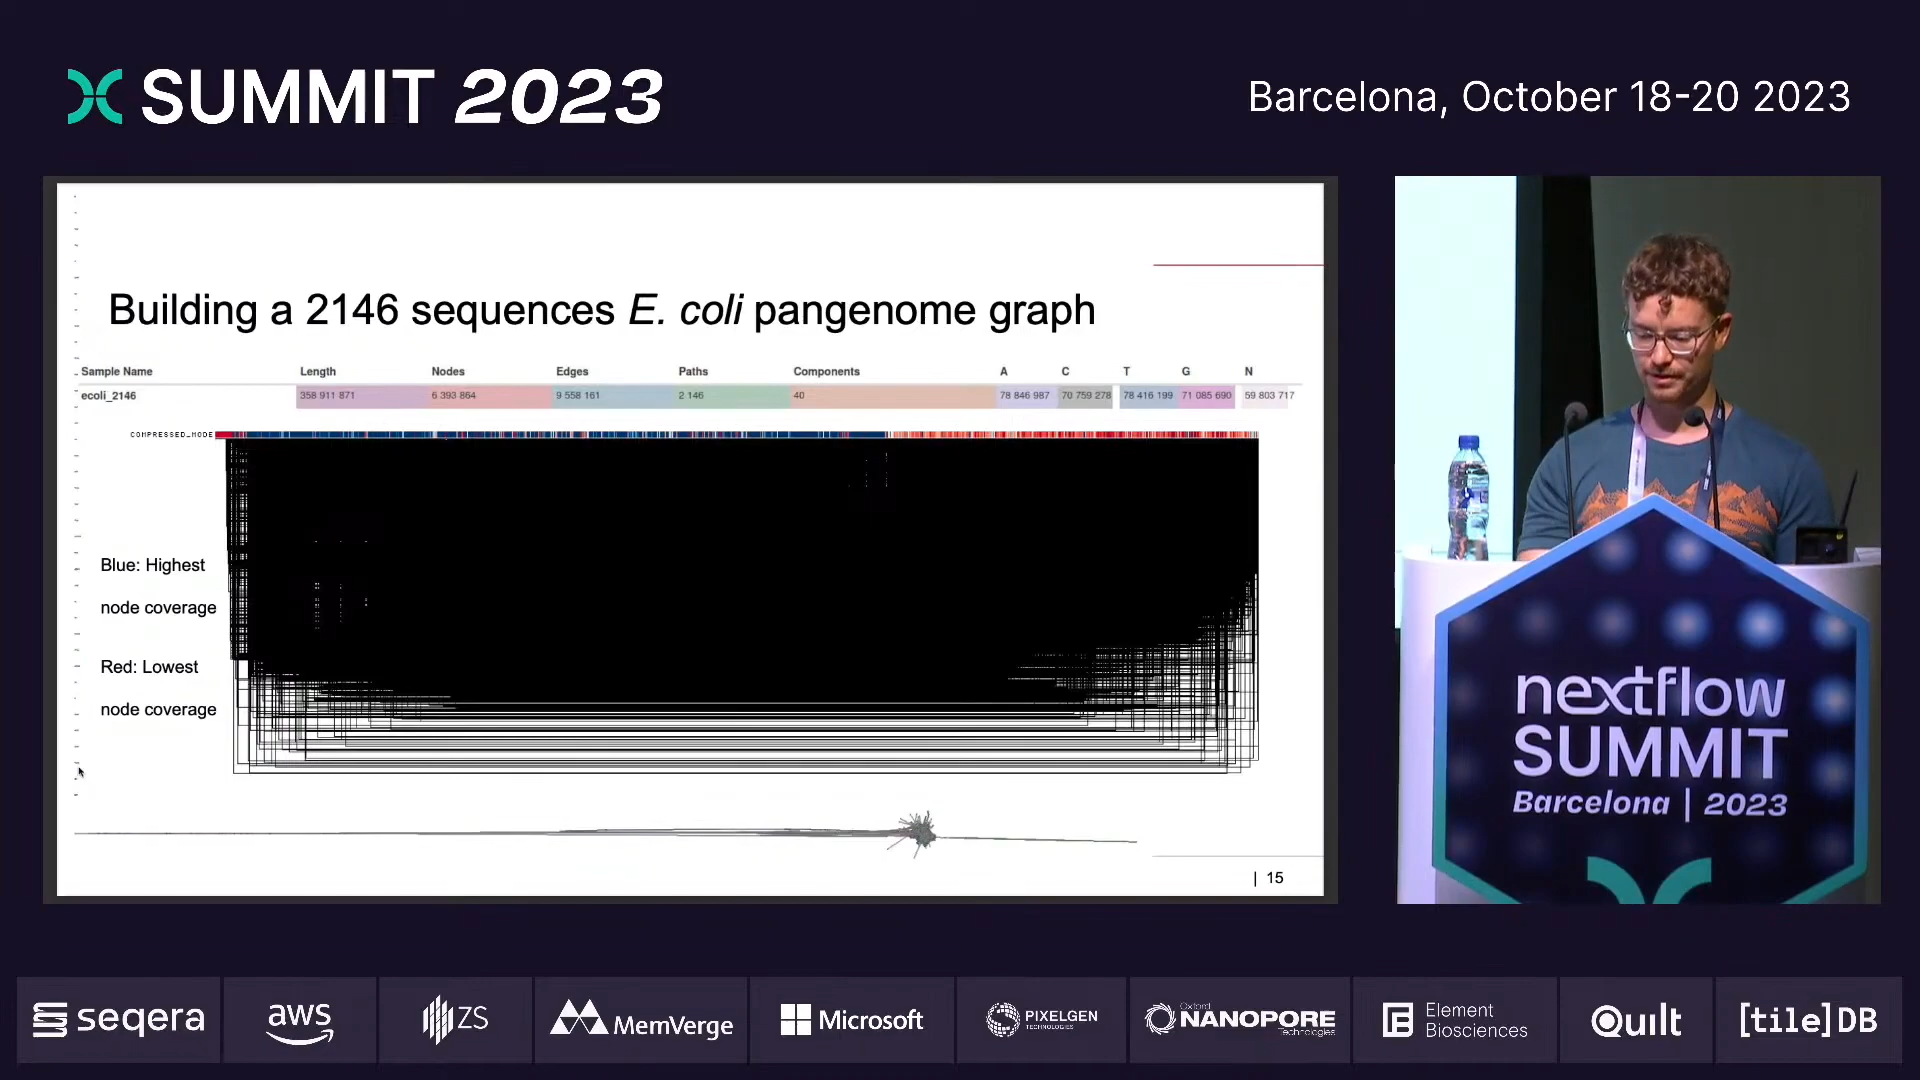 SUMMIT 2023
Barcelona, October 18-20 2023
Building a 2146 sequences E. coli pangenome graph
Sample Name Length Nodes Edges Paths Components A C T G N
ecoli_2146 358 911 871 6 393 864 9 558 161 2 146 40 78 846 987 70 759 278 78 416 199 71 085 690 59 803 717
COMPRESSED_MODE
Blue: Highest
node coverage
Red: Lowest
node coverage
| 15
nextflow
SUMMIT
Barcelona | 2023
seqera
aws
ZS
MemVerge
Microsoft
PIXELGEN
TECHNOLOGIES
Oxford
NANOPORE
Technologies
Element
Biosciences
Quilt
[tile]DB